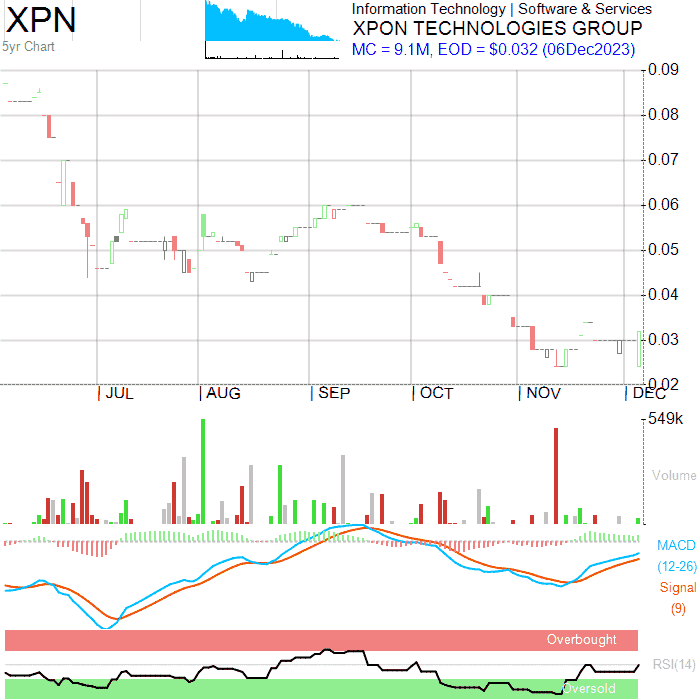 XPN
5yr Chart
Information Technology | Software & Services
XPON TECHNOLOGIES GROUP
MC = 9.1M, EOD = $0.032 (06Dec2023)
0.09
0.08
0.07
0.06
0.05
0.04
0.03
0.02
JUL
AUG
SEP
OCT
NOV
DEC
549k
Volume
MACD
(12-26)
Signal
(9)
Overbought
RSI(14)
Oversold